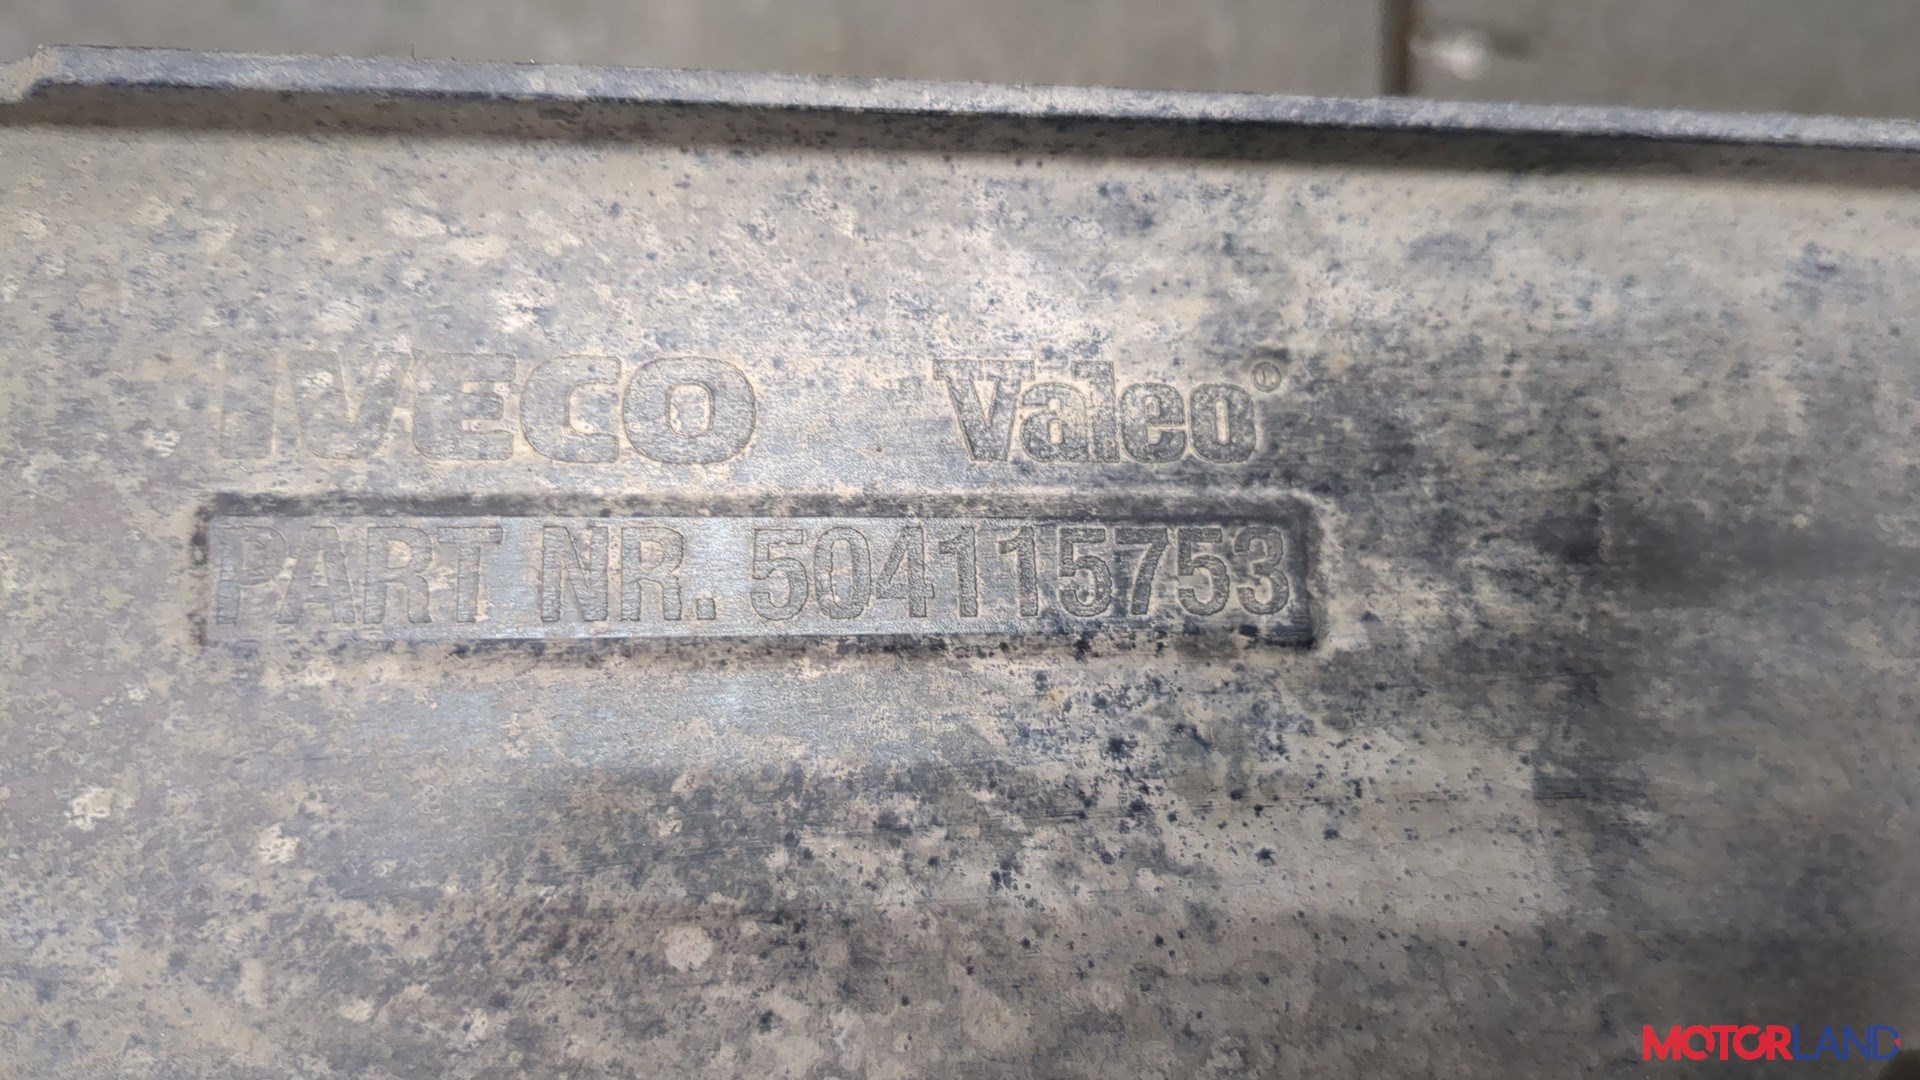 IVECO Valeo®
PART NR. 504115753
MOTORLAND